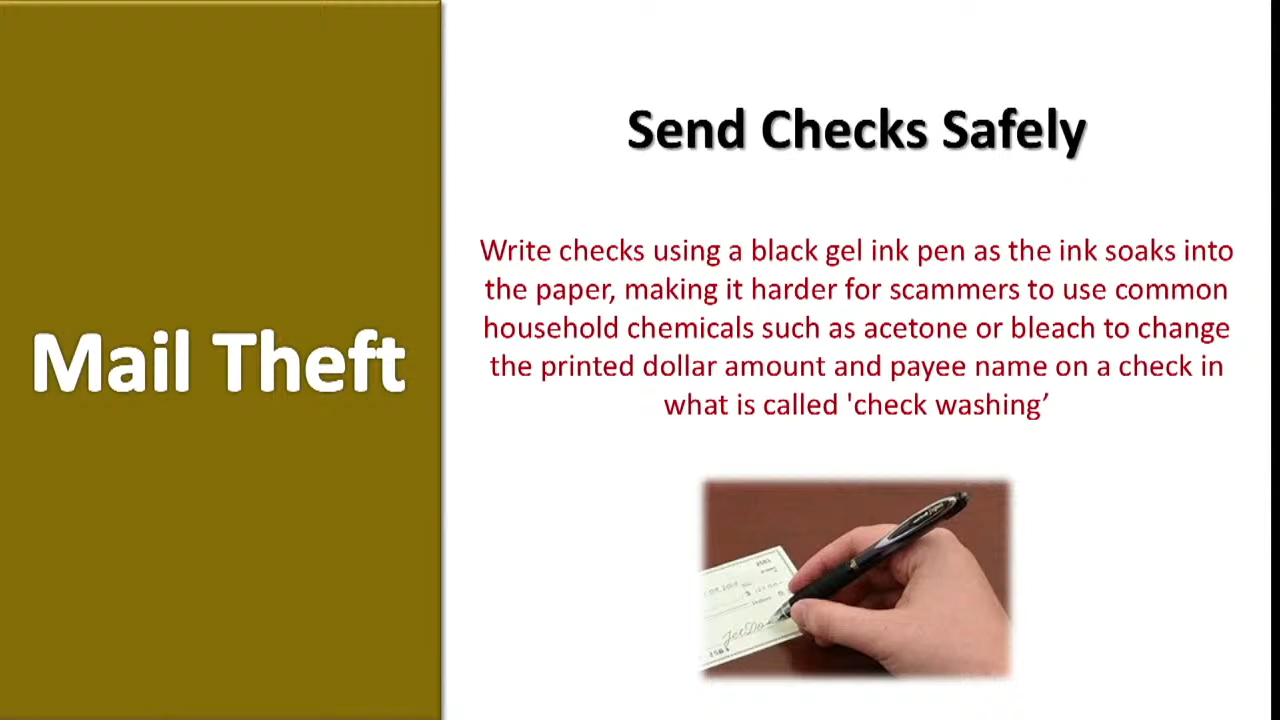 Mail Theft
Send Checks Safely
Write checks using a black gel ink pen as the ink soaks into
the paper, making it harder for scammers to use common
household chemicals such as acetone or bleach to change
the printed dollar amount and payee name on a check in
what is called 'check washing’